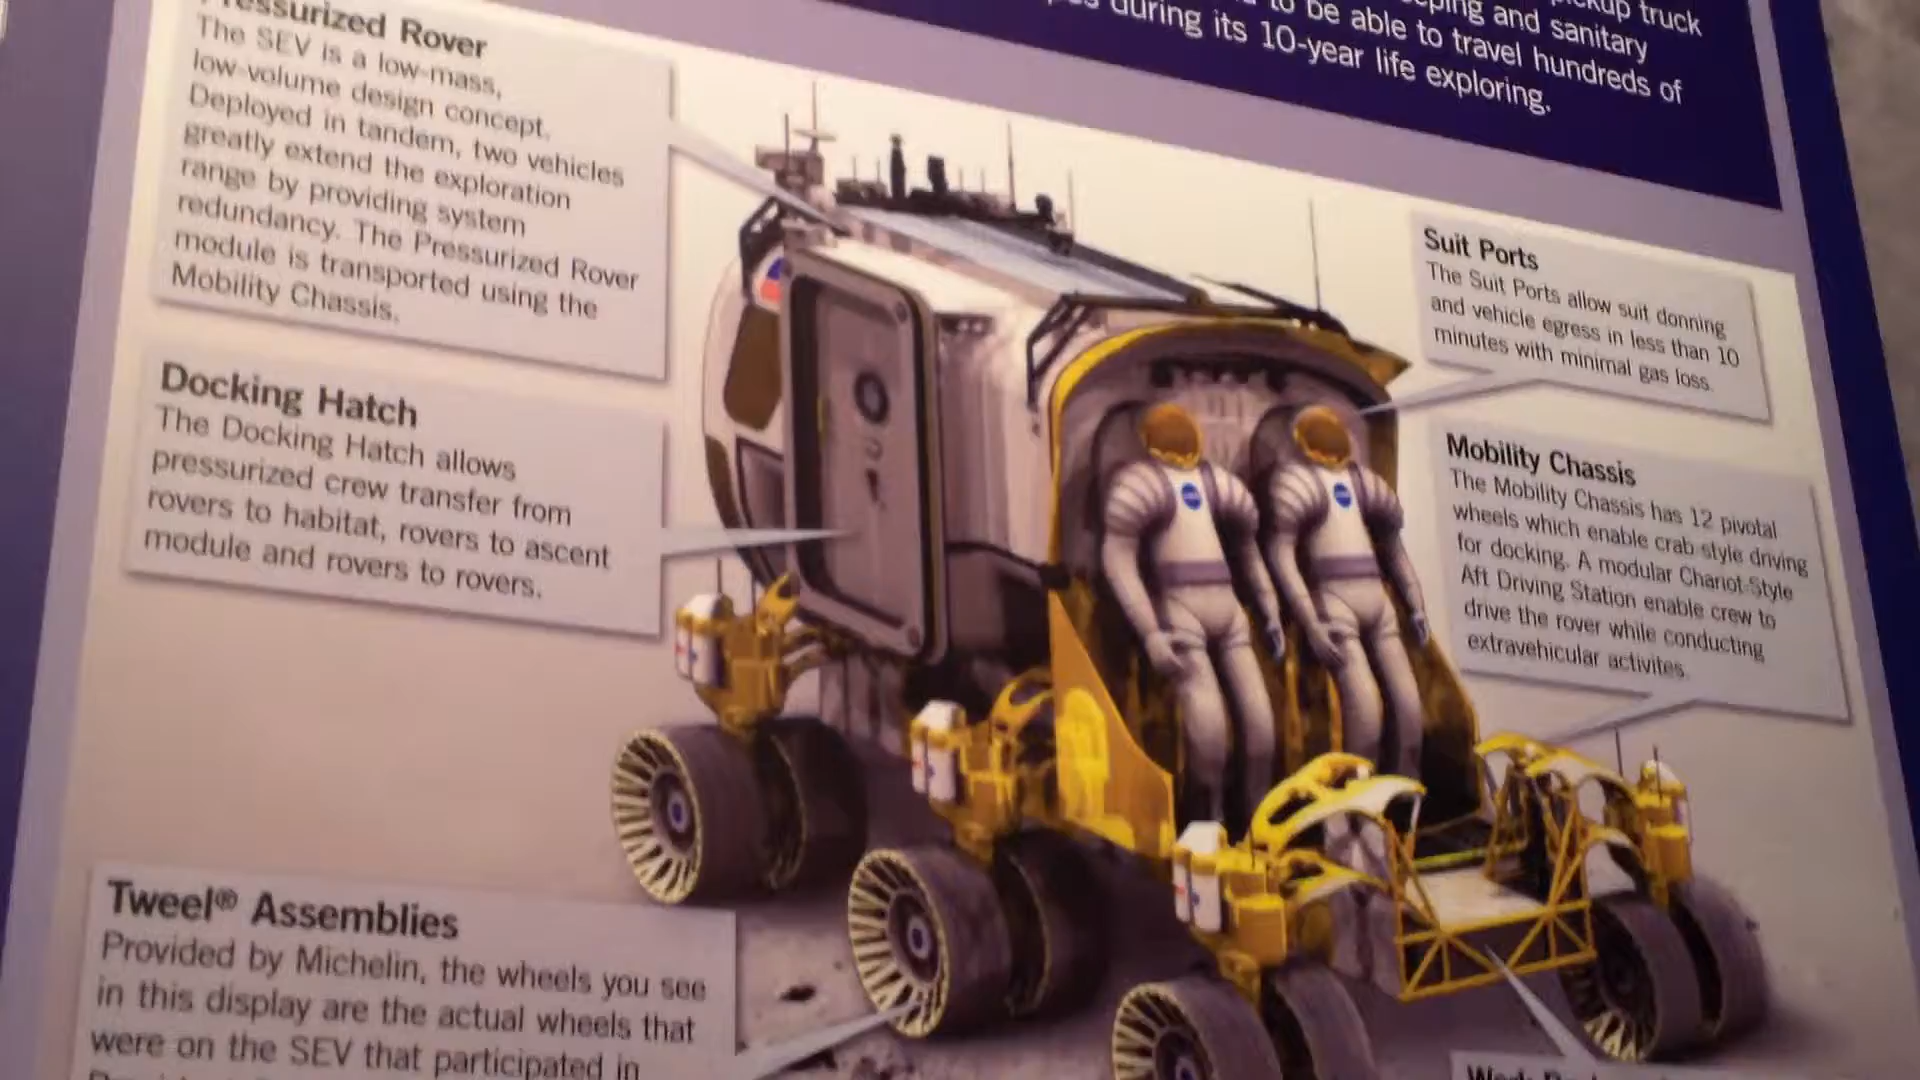 Pressurized Rover
The SEV is a low-mass,
low-volume design concept.
Deployed in tandem, two vehicles
greatly extend the exploration
range by providing system
redundancy. The Pressurized Rover
module is transported using the
Mobility Chassis.
Docking Hatch
The Docking Hatch allows
pressurized crew transfer from
rovers to habitat, rovers to ascent
module and rovers to rovers.
Tweel® Assemblies
Provided by Michelin, the wheels you see
in this display are the actual wheels that
were on the SEV that participated in
pickup truck
and sanitary
to be able to travel hundreds of
during its 10-year life exploring.
Suit Ports
The Suit Ports allow suit donning
and vehicle egress in less than 10
minutes with minimal gas loss.
Mobility Chassis
The Mobility Chassis has 12 pivotal
wheels which enable crab style driving
for docking. A modular Chariot-Style
Aft Driving Station enable crew to
drive the rover while conducting
extravehicular activites.